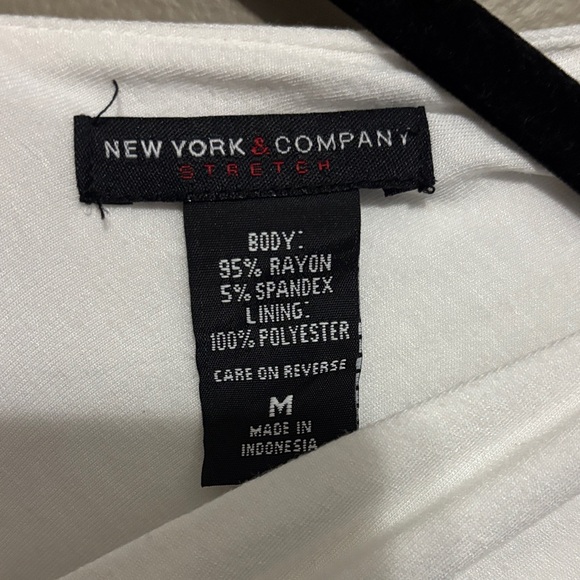 NEW YORK & COMPANY
STRETCH
BODY:
95% RAYON
5% SPANDEX
LINING:
100% POLYESTER
CARE ON REVERSE
M
MADE IN
INDONESIA